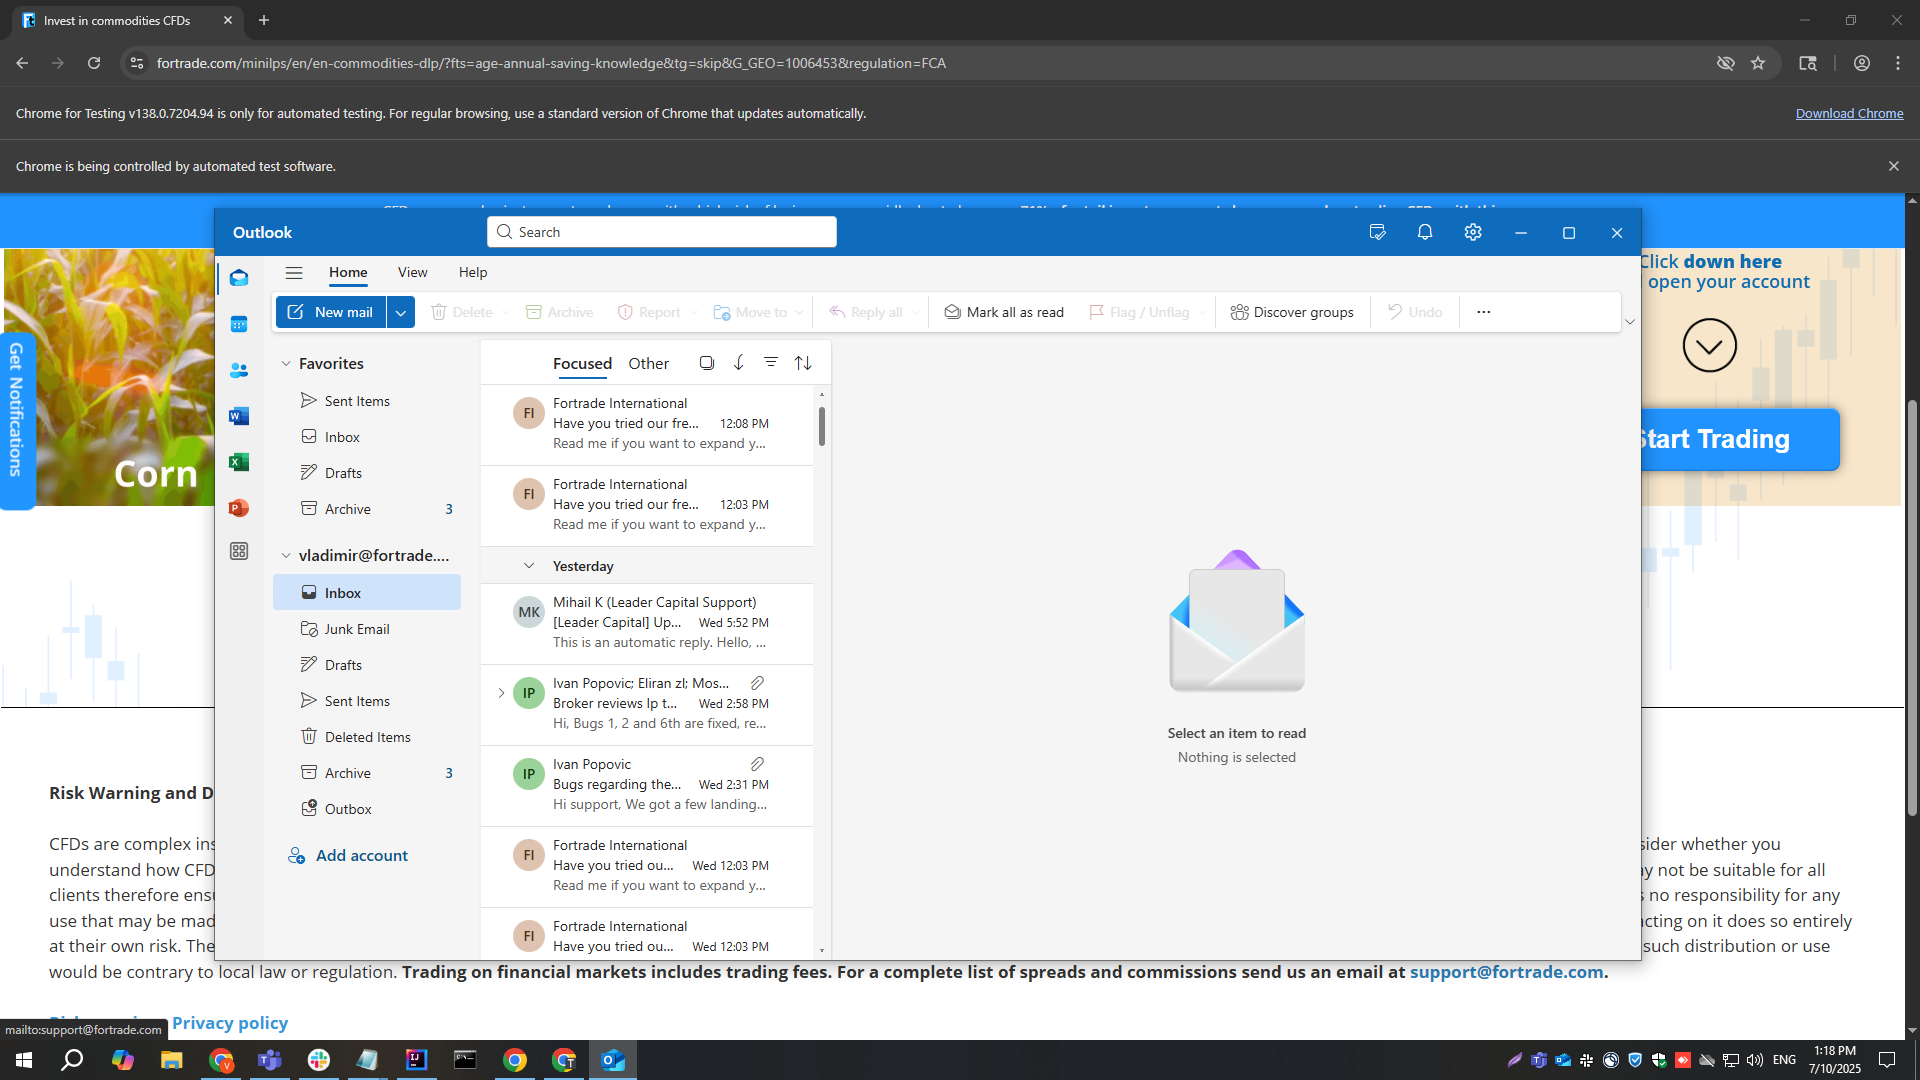 Invest in commodities CFDs
fortrade.com/minilps/en/en-commodities-dlp/?fts=age-annual-saving-knowledge&tg=skip&G_GEO=1006453&regulation=FCA
Chrome for Testing v138.0.7204.94 is only for automated testing. For regular browsing, use a standard version of Chrome that updates automatically.
Download Chrome
Chrome is being controlled by automated test software.
Outlook
Search
Home
View
Help
New mail
Delete
Archive
Report
Move to
Reply all
Mark all as read
Flag / Unflag
Discover groups
Undo
Favorites
Sent Items
Inbox
Drafts
Archive 3
vladimir@fortrade....
Inbox
Junk Email
Drafts
Sent Items
Deleted Items
Archive 3
Outbox
Add account
Focused
Other
FI
Fortrade International
Have you tried our fre... 12:08 PM
Read me if you want to expand y...
FI
Fortrade International
Have you tried our fre... 12:03 PM
Read me if you want to expand y...
Yesterday
MK
Mihail K (Leader Capital Support)
[Leader Capital] Up... Wed 5:52 PM
This is an automatic reply. Hello, ...
IP
Ivan Popovic; Eliran zl; Mos...
Broker reviews lp t... Wed 2:58 PM
Hi, Bugs 1, 2 and 6th are fixed, re...
IP
Ivan Popovic
Bugs regarding the... Wed 2:31 PM
Hi support, We got a few landing...
FI
Fortrade International
Have you tried ou... Wed 12:03 PM
Read me if you want to expand y...
FI
Fortrade International
Have you tried ou... Wed 12:03 PM
Select an item to read
Nothing is selected
Get Notifications
Corn
Click down here
open your account
Start Trading
Risk Warning and D
CFDs are complex ins
sider whether you
understand how CFD
ay not be suitable for all
clients therefore ensu
s no responsibility for any
use that may be mad
acting on it does so entirely
at their own risk. The
such distribution or use
would be contrary to local law or regulation. Trading on financial markets includes trading fees. For a complete list of spreads and commissions send us an email at support@fortrade.com.
Privacy policy
mailto:support@fortrade.com
ENG
1:18 PM
7/10/2025